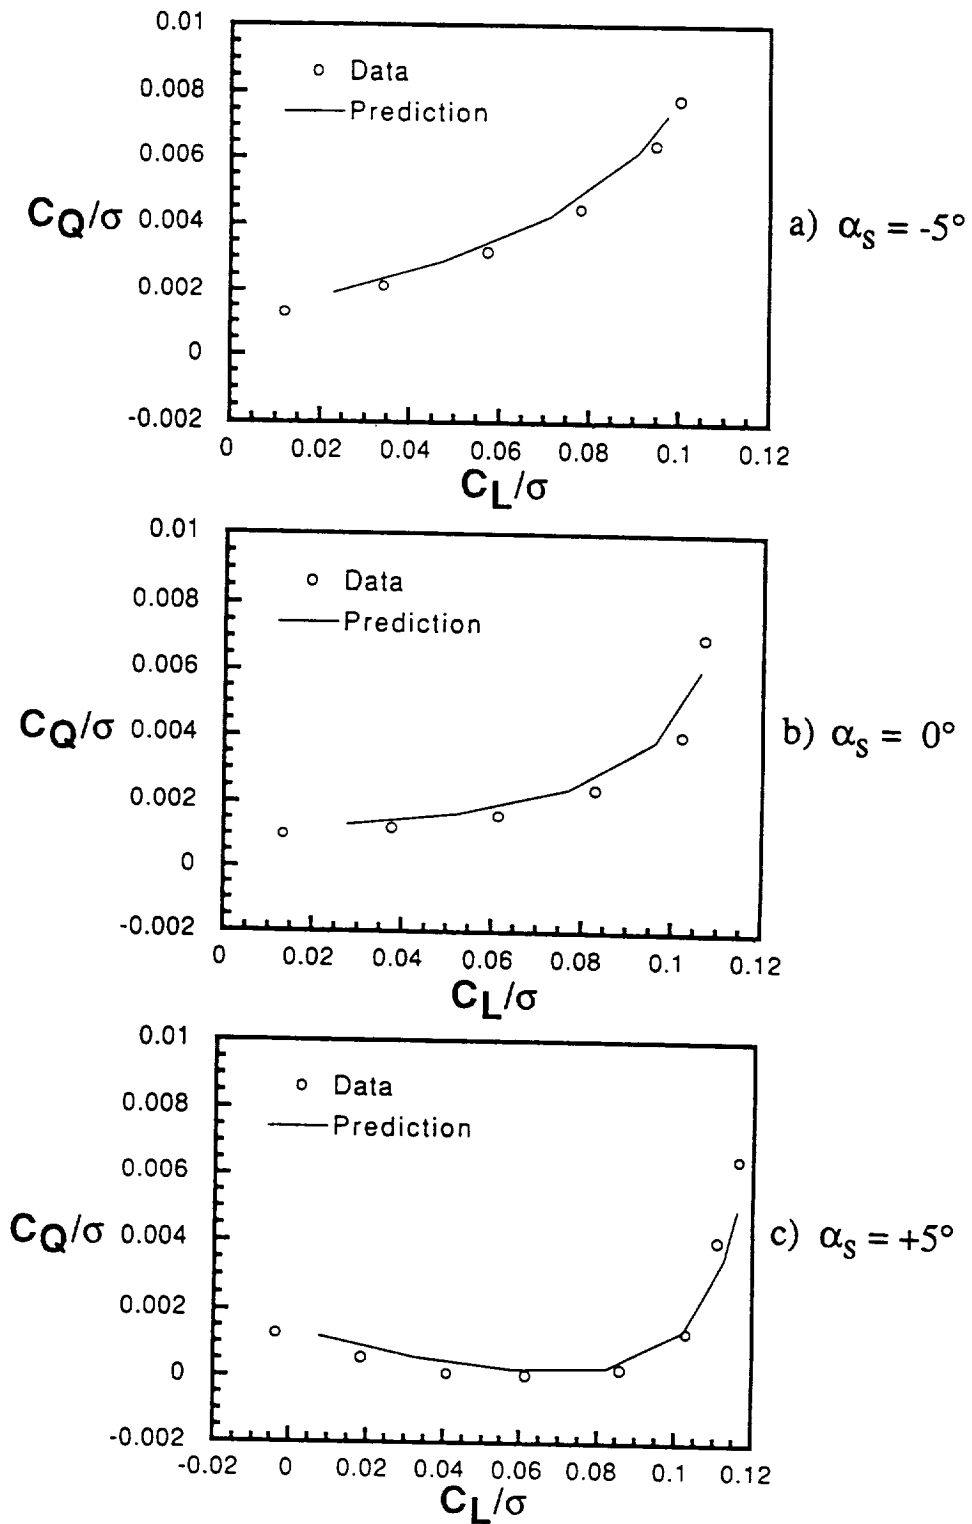 0.01
Data
0.008
Prediction
0.006
CQ/σ 0.004
a) αs = -5°
0.002
0
-0.002
0 0.02 0.04 0.06 0.08 0.1 0.12
CL/σ
0.01
Data
0.008
Prediction
0.006
CQ/σ 0.004
b) αs = 0°
0.002
0
-0.002
0 0.02 0.04 0.06 0.08 0.1 0.12
CL/σ
0.01
Data
0.008
Prediction
0.006
CQ/σ 0.004
c) αs = +5°
0.002
0
-0.002
-0.02 0 0.02 0.04 0.06 0.08 0.1 0.12
CL/σ